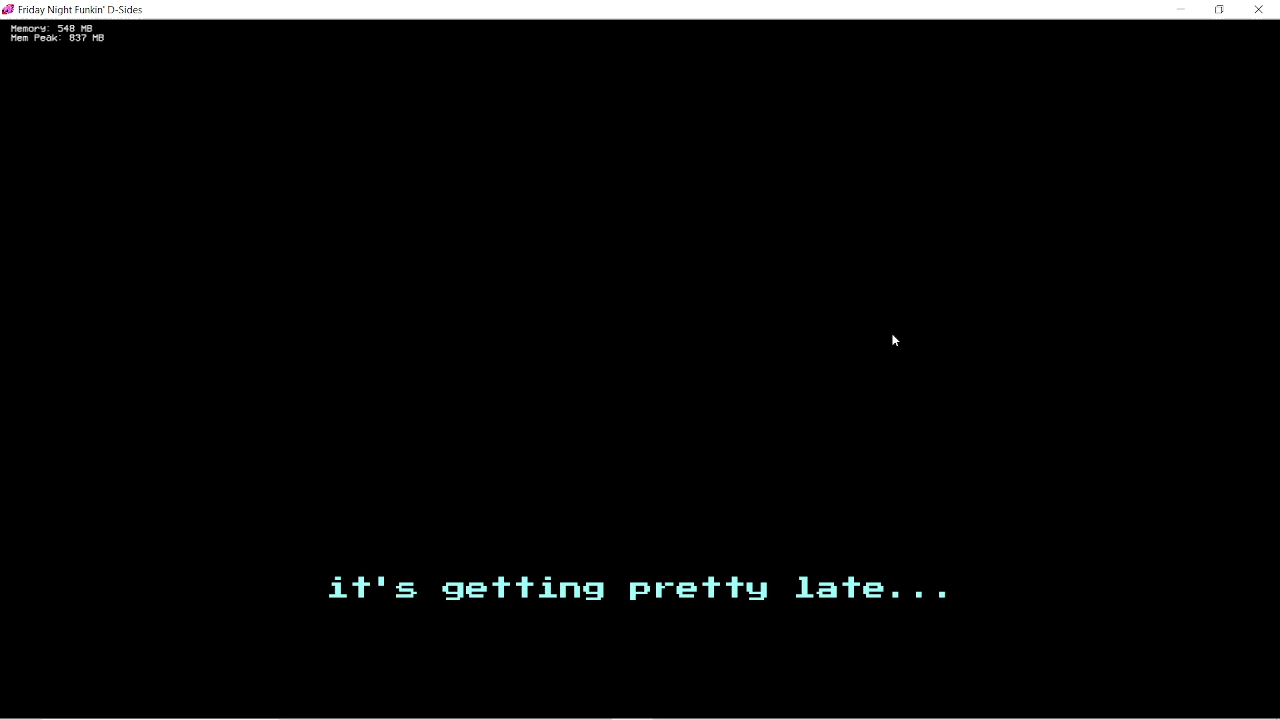 Friday Night Funkin' D-Sides
Memory: 548 MB
Mem Peak: 837 MB
it's getting pretty late...